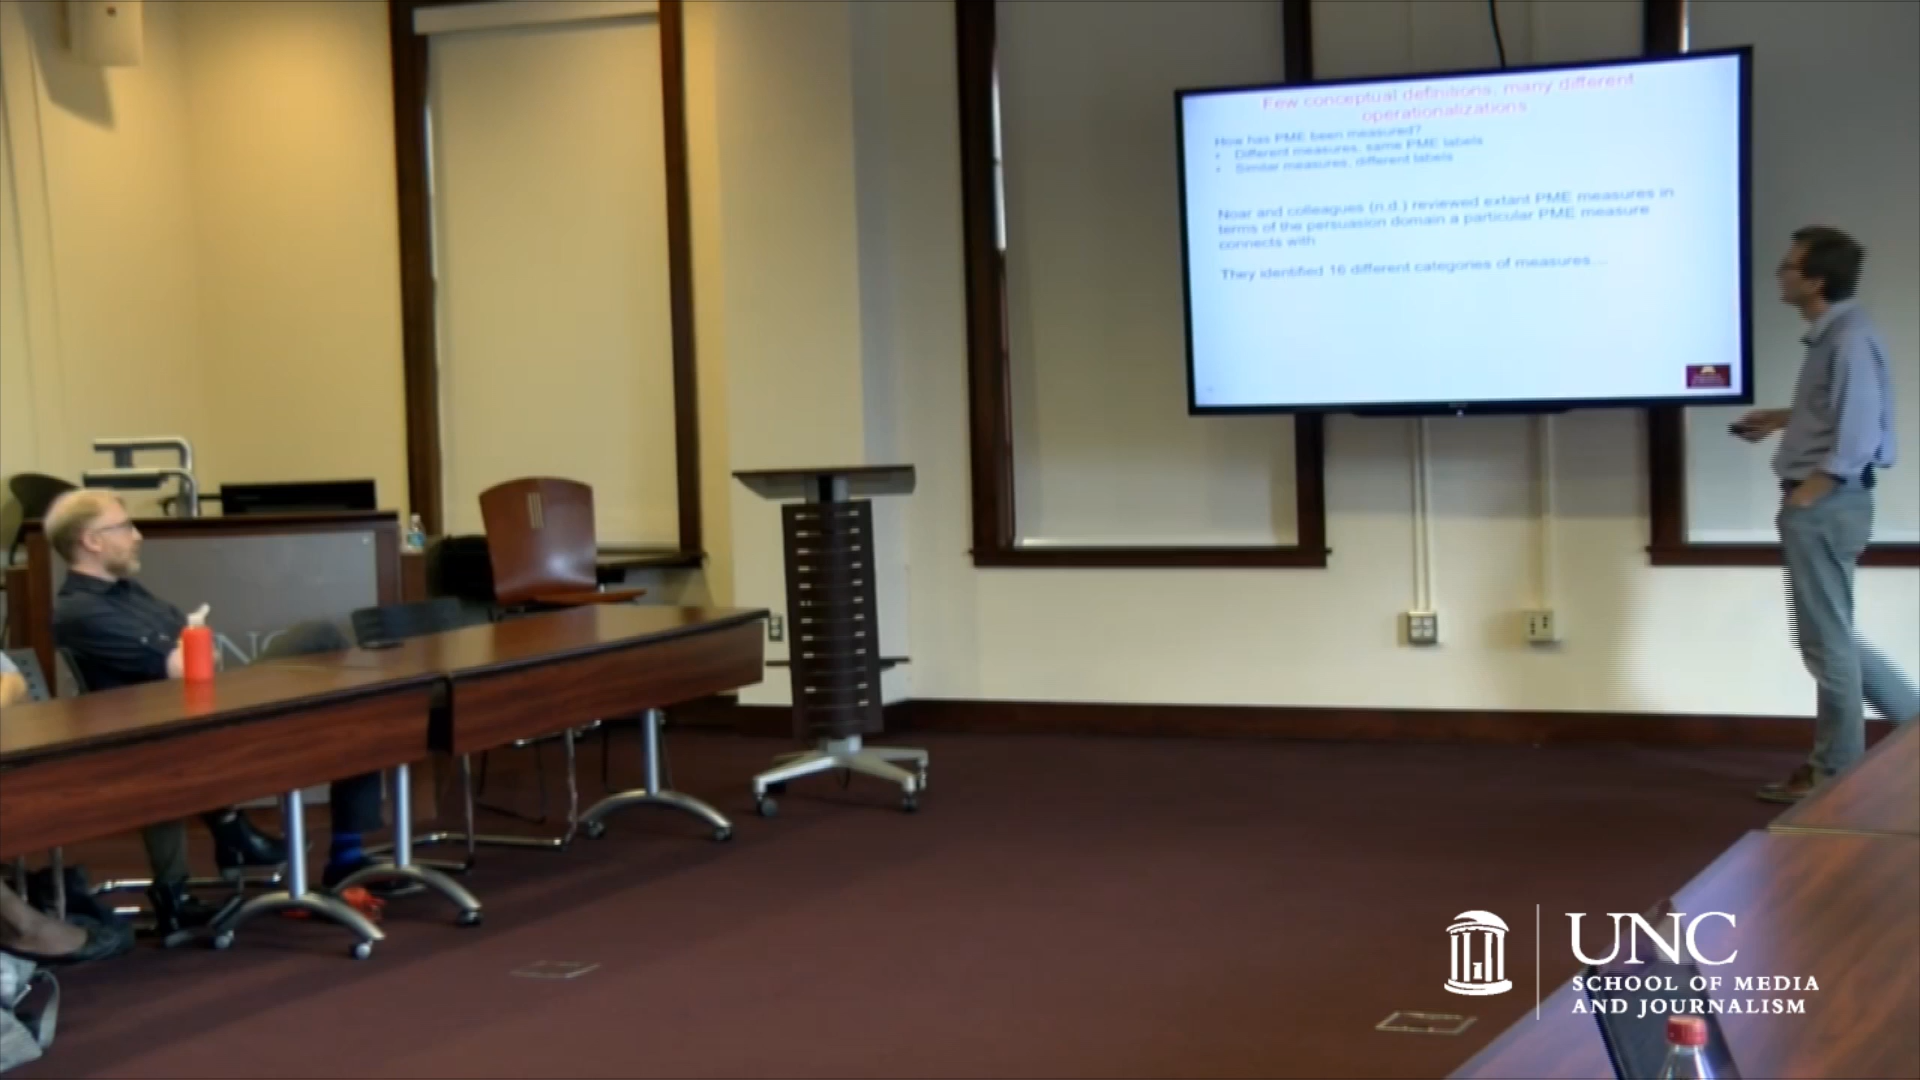 Few conceptual definitions, many different
operationalizations
How has PME been measured?
• Different measures, same PME labels
• Similar measures, different labels
Noar and colleagues (n.d.) reviewed extant PME measures in
terms of the persuasion domain a particular PME measure
connects with
They identified 16 different categories of measures....
UNC
UNC
SCHOOL OF MEDIA
AND JOURNALISM